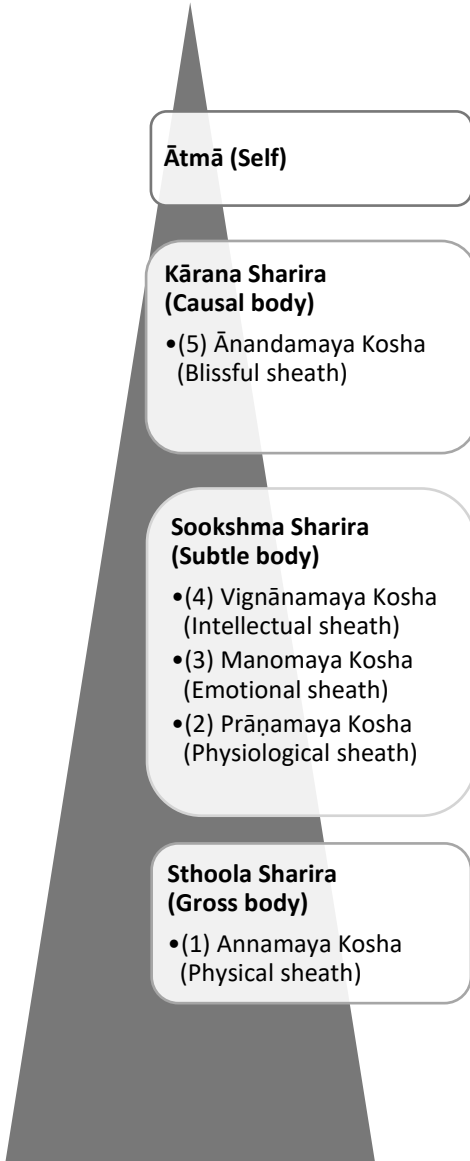 Ātmā (Self)
Kārana Sharira
(Causal body)
•(5) Ānandamaya Kosha
(Blissful sheath)
Sookshma Sharira
(Subtle body)
•(4) Vignānamaya Kosha
(Intellectual sheath)
•(3) Manomaya Kosha
(Emotional sheath)
•(2) Prāṇamaya Kosha
(Physiological sheath)
Sthoola Sharira
(Gross body)
•(1) Annamaya Kosha
(Physical sheath)